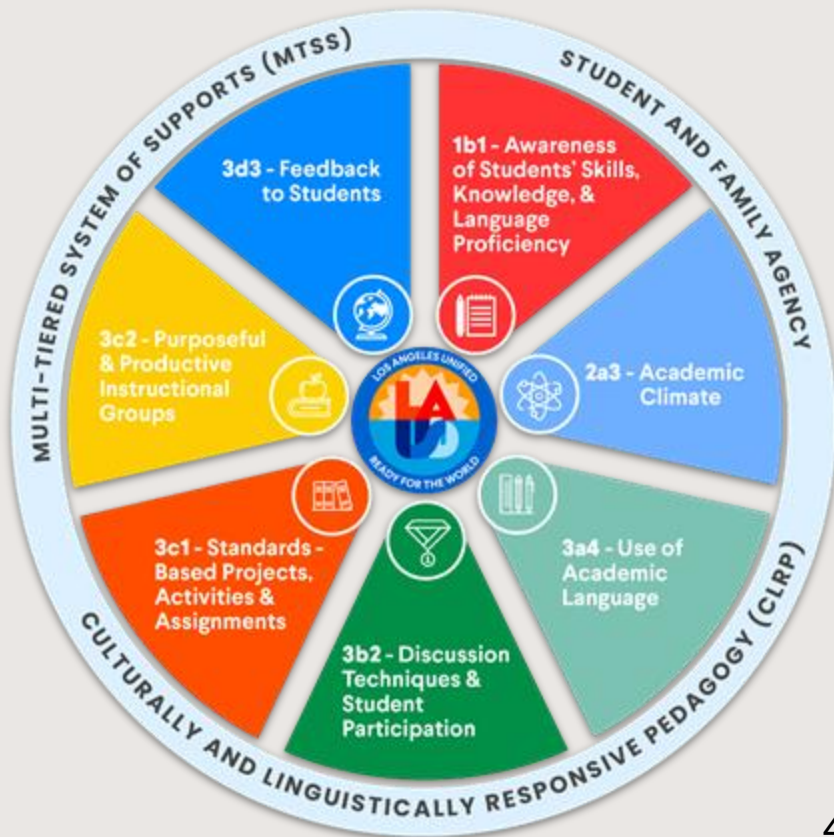 MULTI-TIERED SYSTEM OF SUPPORTS (MTSS)
STUDENT AND FAMILY AGENCY
CULTURALLY AND LINGUISTICALLY RESPONSIVE PEDAGOGY (CLRP)
1b1 - Awareness
of Students' Skills,
Knowledge, &
Language
Proficiency
2a3 - Academic
Climate
3a4 - Use of
Academic
Language
3b2 - Discussion
Techniques &
Student
Participation
3c1 - Standards -
Based Projects,
Activities &
Assignments
3c2 - Purposeful
& Productive
Instructional
Groups
3d3 - Feedback
to Students
LOS ANGELES UNIFIED
LAUSD
READY FOR THE WORLD
1